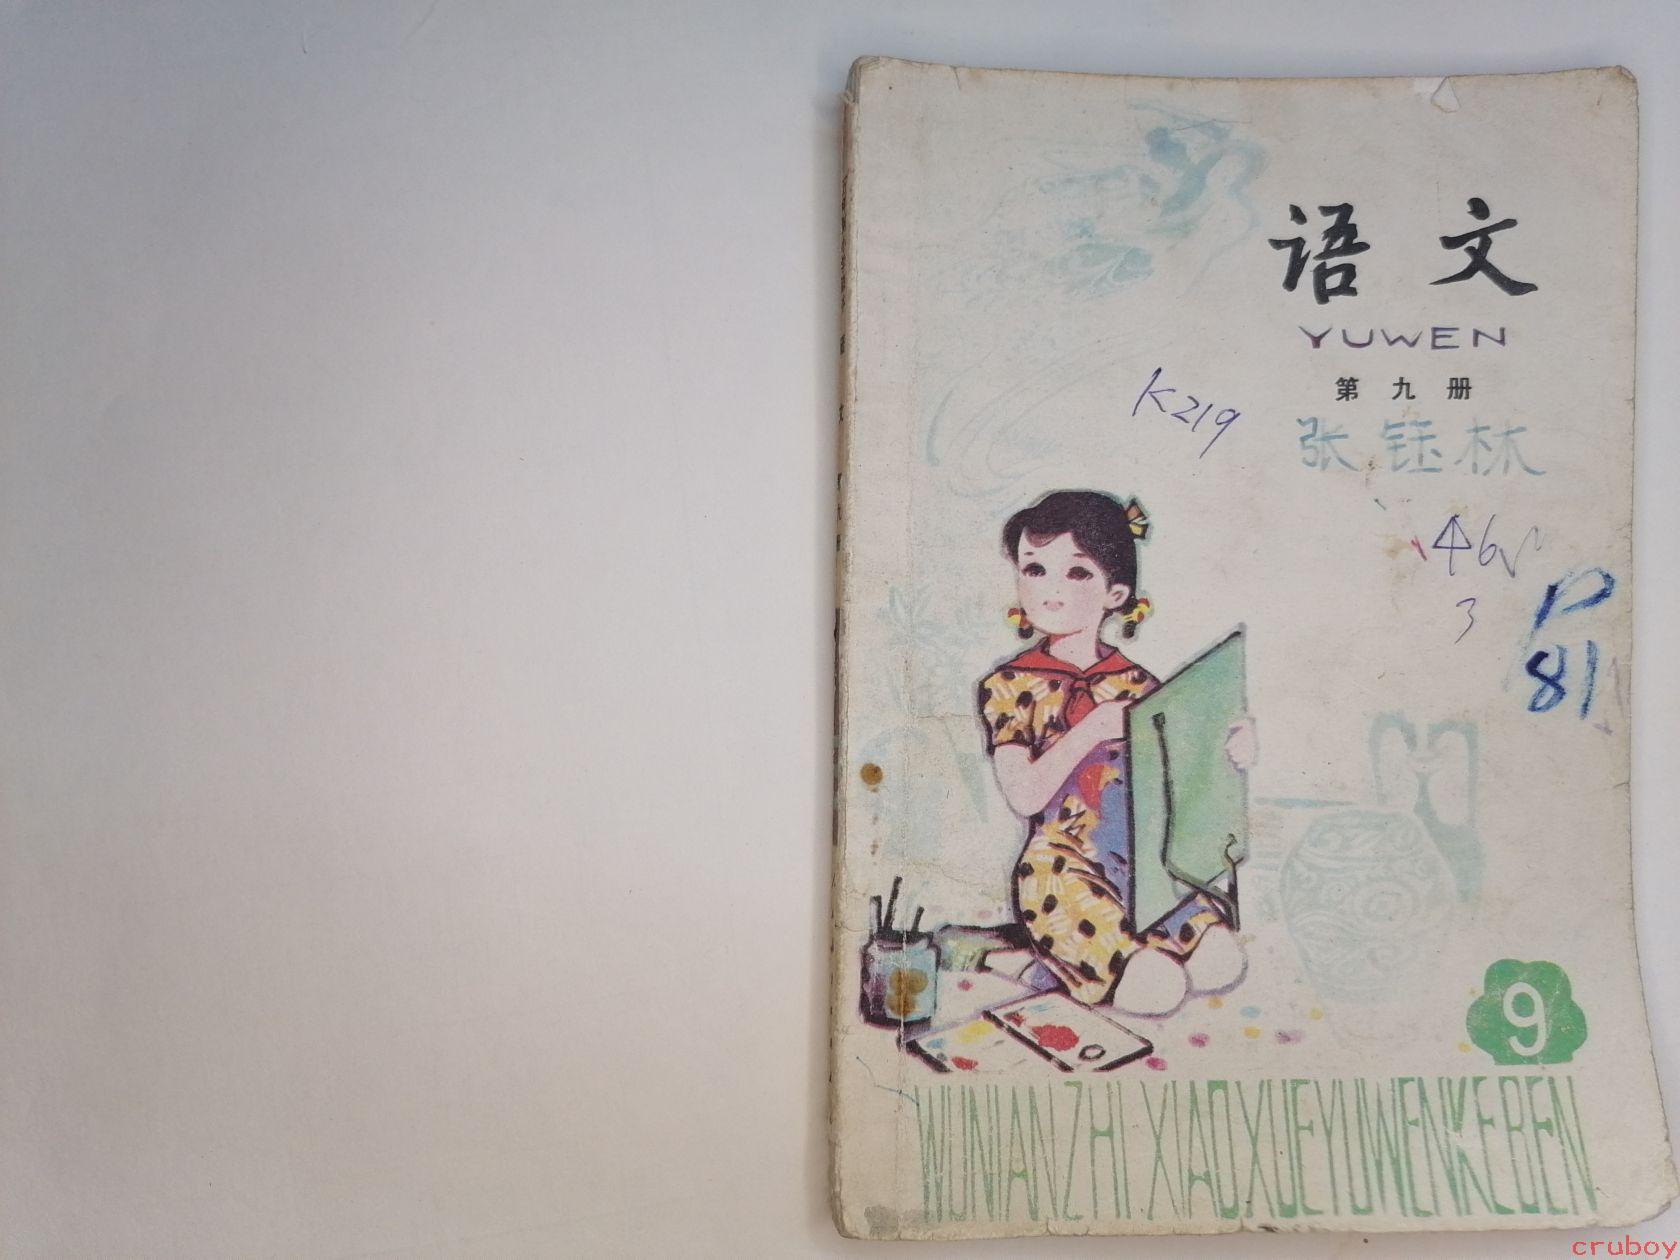 语文
YUWEN
第九册
K219
张钰林
46
3
P
81
9
WUNIANZHI XIAOXUEYUWENKEBEN
cruboy